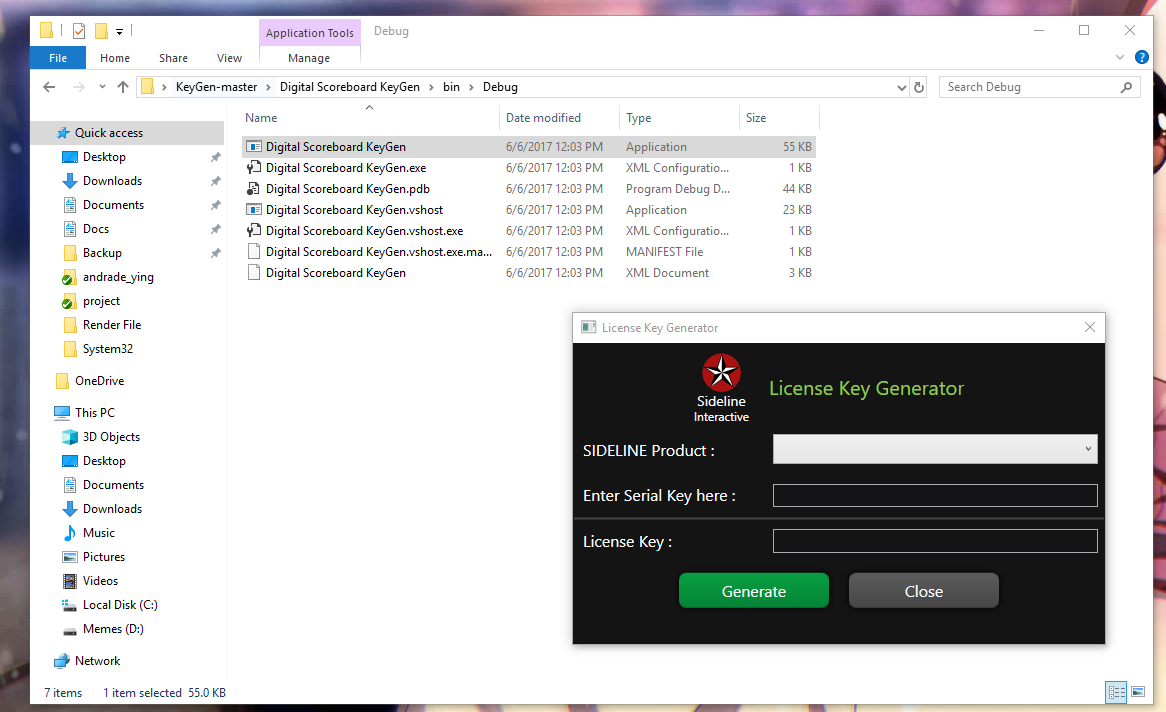 Application Tools Debug
File Home Share View Manage
KeyGen-master Digital Scoreboard KeyGen bin Debug Search Debug
Name Date modified Type Size
Quick access
Desktop
Downloads
Documents
Docs
Backup
andrade_ying
project
Render File
System32
OneDrive
This PC
3D Objects
Desktop
Documents
Downloads
Music
Pictures
Videos
Local Disk (C:)
Memes (D:)
Network
Digital Scoreboard KeyGen 6/6/2017 12:03 PM Application 55 KB
Digital Scoreboard KeyGen.exe 6/6/2017 12:03 PM XML Configuratio... 1 KB
Digital Scoreboard KeyGen.pdb 6/6/2017 12:03 PM Program Debug D... 44 KB
Digital Scoreboard KeyGen.vshost 6/6/2017 12:03 PM Application 23 KB
Digital Scoreboard KeyGen.vshost.exe 6/6/2017 12:03 PM XML Configuratio... 1 KB
Digital Scoreboard KeyGen.vshost.exe.ma... 6/6/2017 12:03 PM MANIFEST File 1 KB
Digital Scoreboard KeyGen 6/6/2017 12:03 PM XML Document 3 KB
License Key Generator
Sideline
Interactive
License Key Generator
SIDELINE Product :
Enter Serial Key here :
License Key :
Generate Close
7 items 1 item selected 55.0 KB